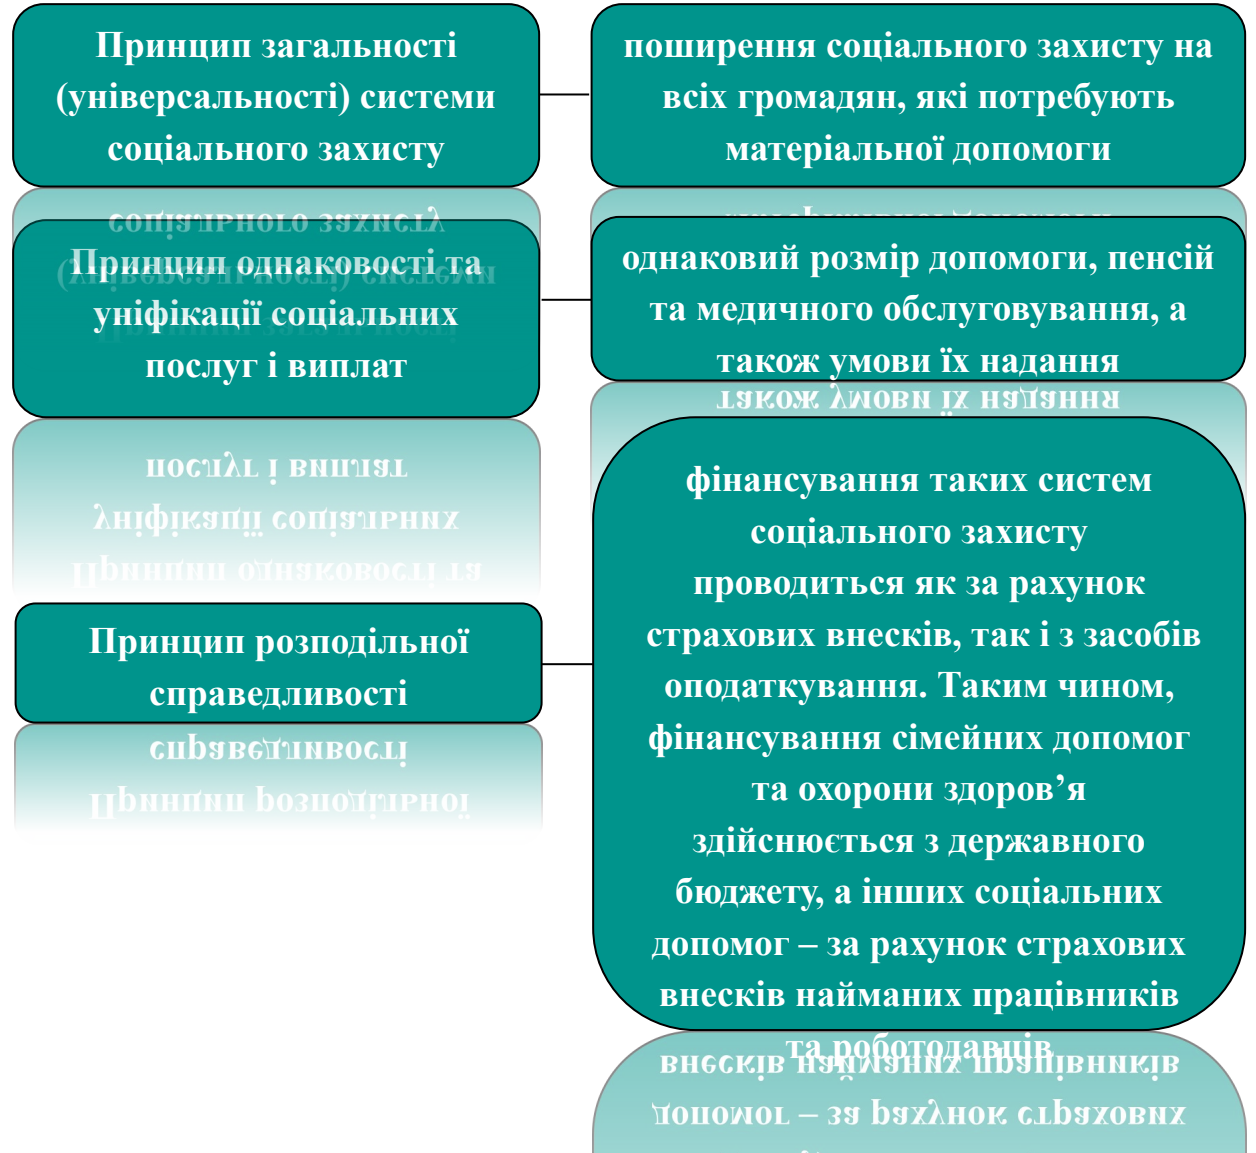 Принцип загальності
(універсальності) системи
соціального захисту
поширення соціального захисту на
всіх громадян, які потребують
матеріальної допомоги
Принцип однаковості та
уніфікації соціальних
послуг і виплат
однаковий розмір допомоги, пенсій
та медичного обслуговування, а
також умови їх надання
Принцип розподільної
справедливості
фінансування таких систем
соціального захисту
проводиться як за рахунок
страхових внесків, так і з засобів
оподаткування. Таким чином,
фінансування сімейних допомог
та охорони здоров’я
здійснюється з державного
бюджету, а інших соціальних
допомог – за рахунок страхових
внесків найманих працівників
та роботодавців